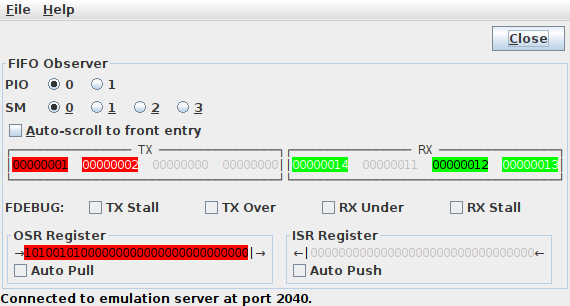 File Help
Close
FIFO Observer
PIO 0 1
SM 0 1 2 3
Auto-scroll to front entry
TX RX
00000001 00000002 00000000 00000000 00000014 00000011 00000012 00000013
FDEBUG: TX Stall TX Over RX Under RX Stall
OSR Register ISR Register
→10100101000000000000000000000000|→ ←|00000000000000000000000000000000←
Auto Pull Auto Push
Connected to emulation server at port 2040.